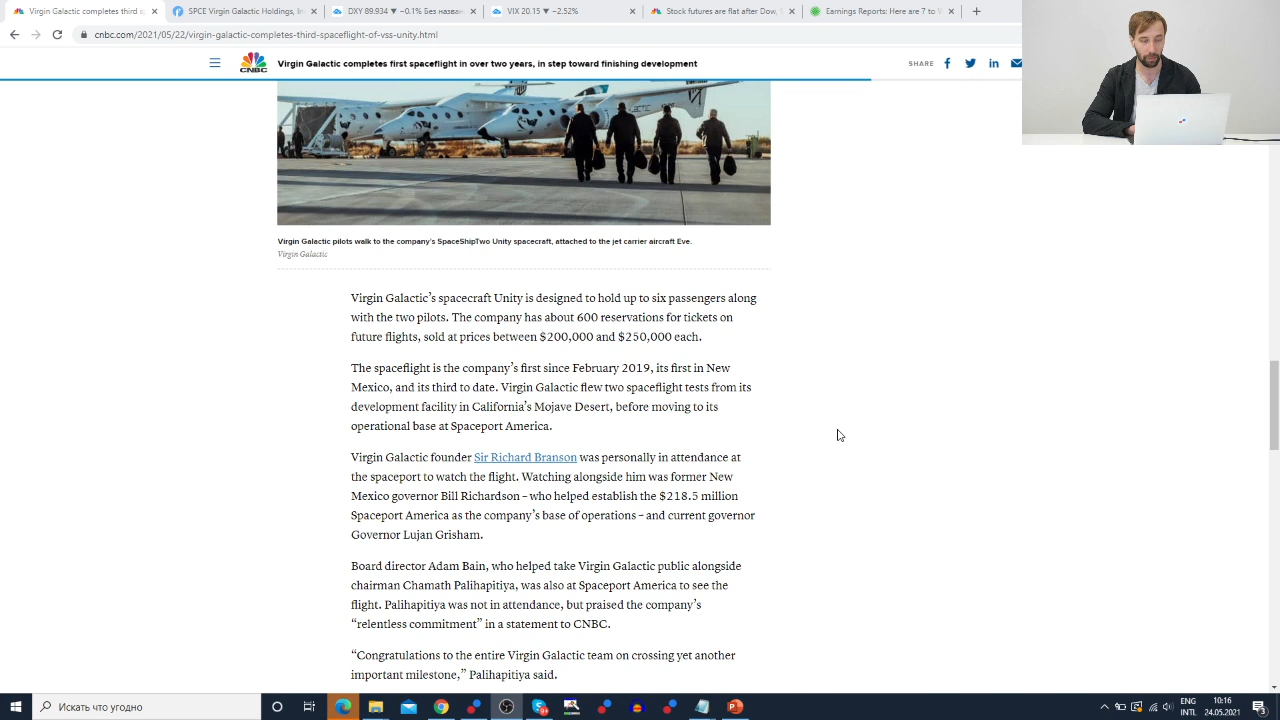 Virgin Galactic completes third s
SPCE Virgin Galactic Holdings, In
DXY 89.934 ▼ −0.1% Без назван
VIX 20.15 ▼ −2.52%
Stock futures are flat after Dow, S
Earnings Reports: Here are 7 to W
cnbc.com/2021/05/22/virgin-galactic-completes-third-spaceflight-of-vss-unity.html
CNBC
Virgin Galactic completes first spaceflight in over two years, in step toward finishing development
SHARE
Virgin Galactic pilots walk to the company's SpaceShipTwo Unity spacecraft, attached to the jet carrier aircraft Eve.
Virgin Galactic
Virgin Galactic’s spacecraft Unity is designed to hold up to six passengers along
with the two pilots. The company has about 600 reservations for tickets on
future flights, sold at prices between $200,000 and $250,000 each.
The spaceflight is the company’s first since February 2019, its first in New
Mexico, and its third to date. Virgin Galactic flew two spaceflight tests from its
development facility in California’s Mojave Desert, before moving to its
operational base at Spaceport America.
Virgin Galactic founder Sir Richard Branson was personally in attendance at
the spaceport to watch the flight. Watching alongside him was former New
Mexico governor Bill Richardson – who helped establish the $218.5 million
Spaceport America as the company’s base of operations – and current governor
Governor Lujan Grisham.
Board director Adam Bain, who helped take Virgin Galactic public alongside
chairman Chamath Palihapitiya, was also at Spaceport America to see the
flight. Palihapitiya was not in attendance, but praised the company’s
“relentless commitment” in a statement to CNBC.
“Congratulations to the entire Virgin Galactic team on crossing yet another
important milestone,” Palihapitiya said.
Искать что угодно
ENG
INTL
10:16
24.05.2021